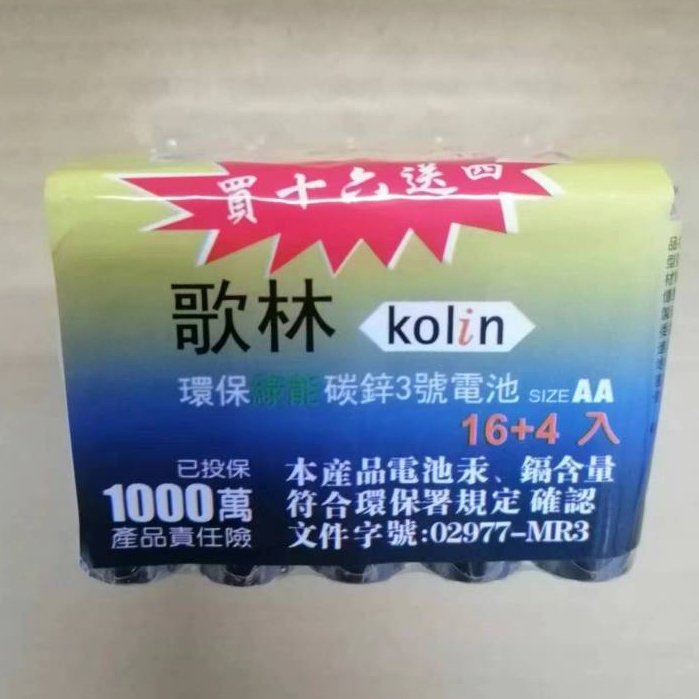 買十六送四
歌林 kolin
環保綠能碳鋅3號電池 SIZE AA
16+4 入
已投保
1000萬
產品責任險
本產品電池汞、鎘含量
符合環保署規定 確認
文件字號:02977-MR3